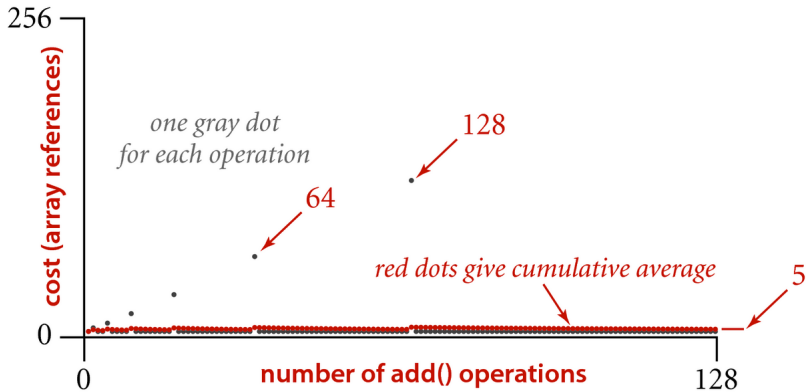 256
cost (array references)
one gray dot
for each operation
128
64
red dots give cumulative average
5
0
0
number of add() operations
128